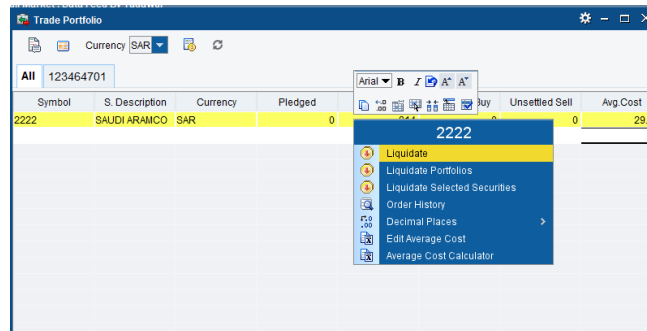 Trade Portfolio
Currency SAR
All 123464701
Arial B I A A
Symbol S. Description Currency Pledged Buy Unsettled Sell Avg.Cost
2222 SAUDI ARAMCO SAR 0 0 29.
2222
Liquidate
Liquidate Portfolios
Liquidate Selected Securities
Order History
Decimal Places
Edit Average Cost
Average Cost Calculator